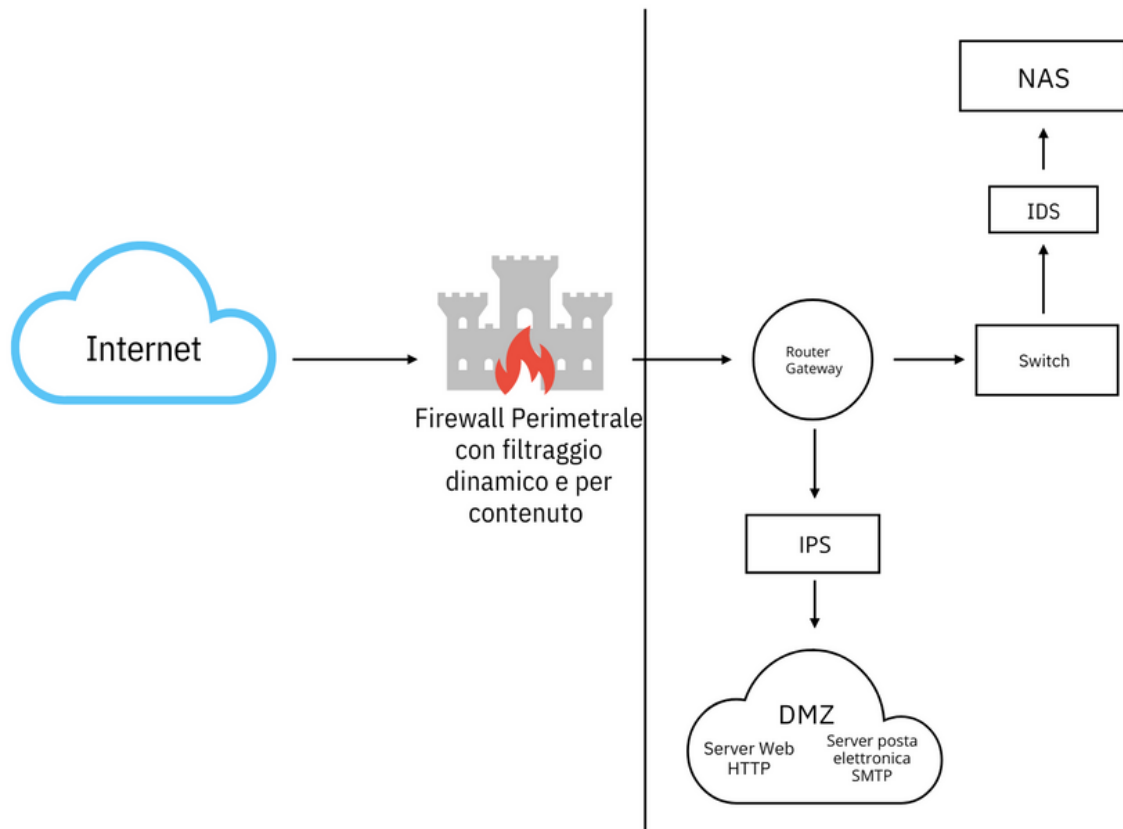 NAS
IDS
Internet
Router
Gateway
Switch
Firewall Perimetrale
con filtraggio
dinamico e per
contenuto
IPS
DMZ
Server Web
HTTP
Server posta
elettronica
SMTP